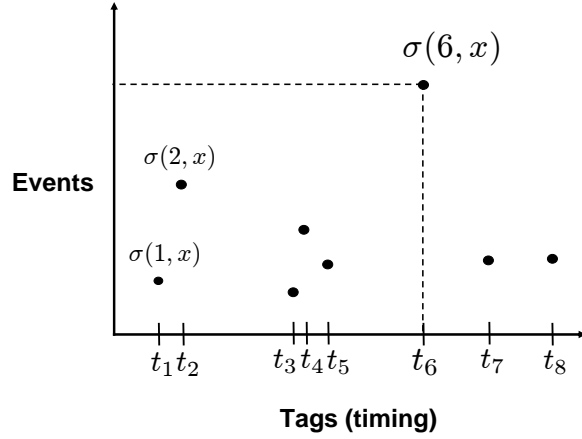 σ(6, x)
σ(2, x)
Events
σ(1, x)
t₁ t₂ t₃ t₄ t₅ t₆ t₇ t₈
Tags (timing)